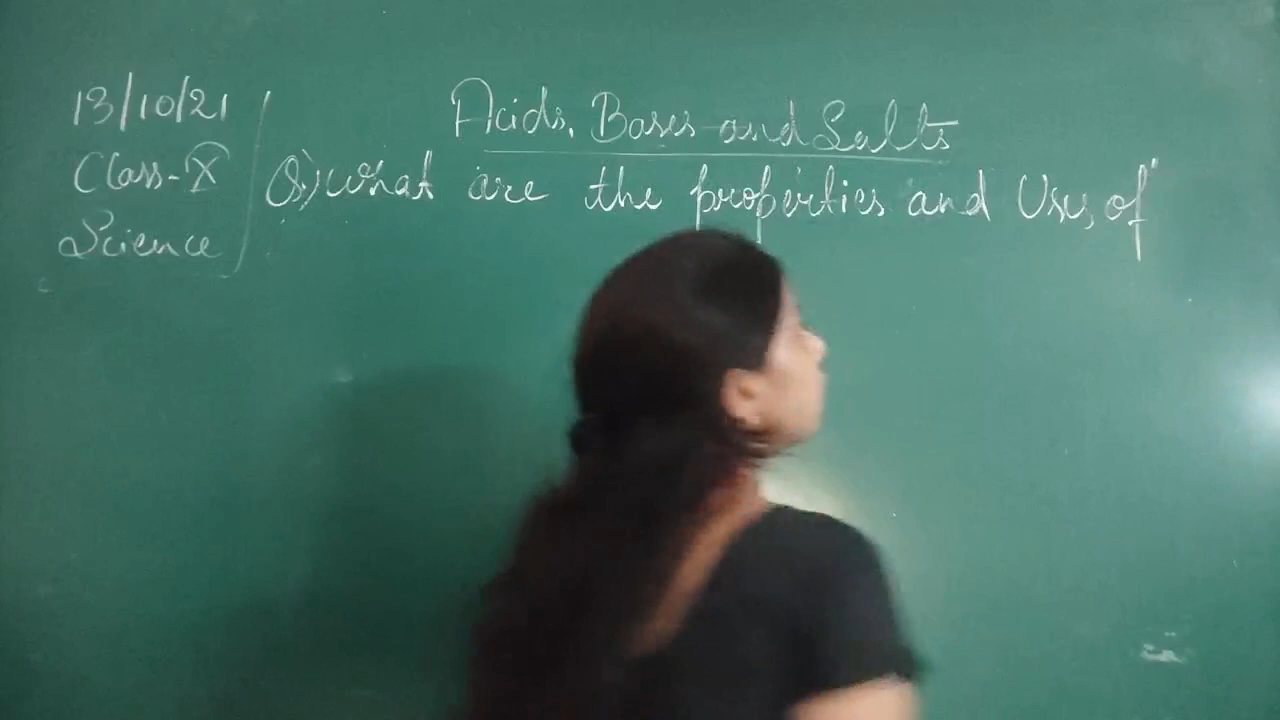 13/10/21
Class-X
Science
Acids, Bases and Salts
Q.) What are the properties and Uses of